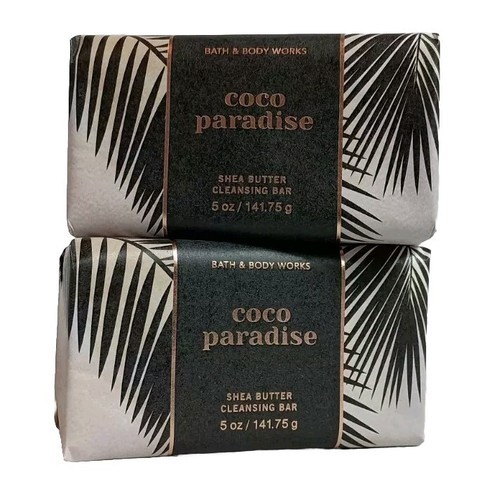 BATH & BODY WORKS
coco
paradise
SHEA BUTTER
CLEANSING BAR
5 oz / 141.75 g
BATH & BODY WORKS
coco
paradise
SHEA BUTTER
CLEANSING BAR
5 oz / 141.75 g